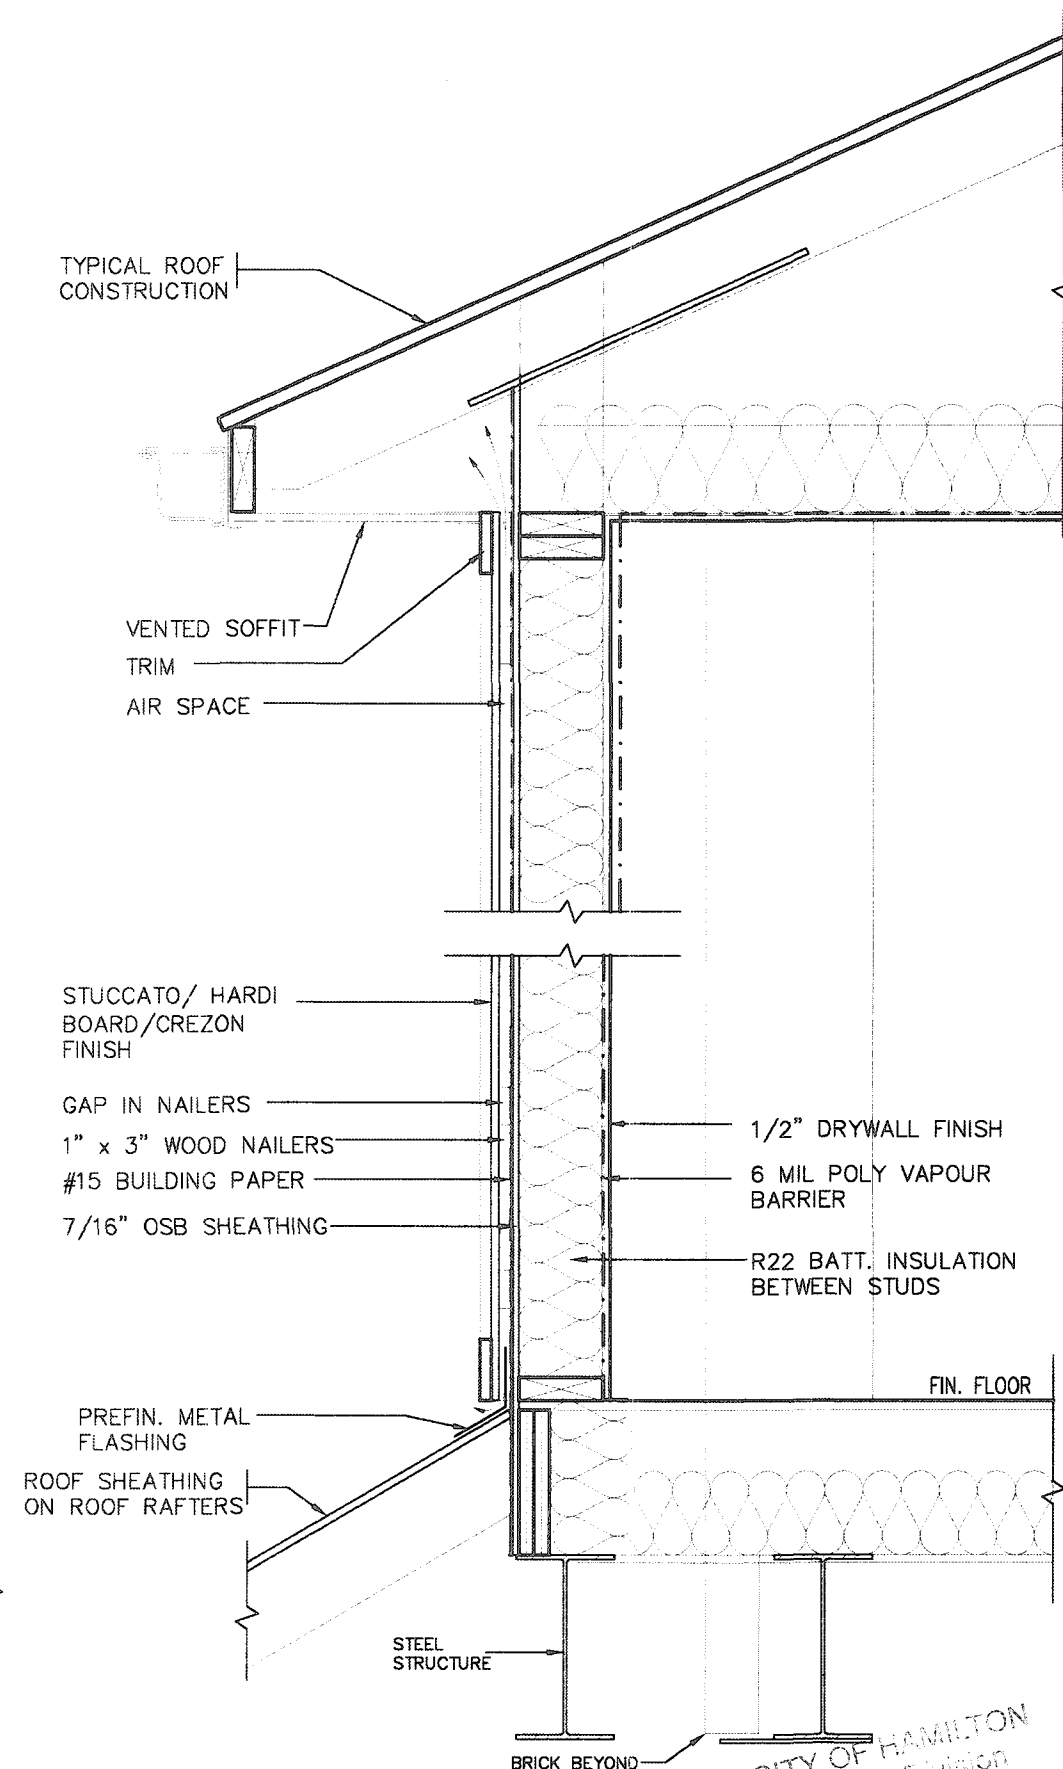 TYPICAL ROOF
CONSTRUCTION
VENTED SOFFIT
TRIM
AIR SPACE
STUCCATO/ HARDI
BOARD/CREZON
FINISH
GAP IN NAILERS
1" x 3" WOOD NAILERS
#15 BUILDING PAPER
7/16" OSB SHEATHING
1/2" DRYWALL FINISH
6 MIL POLY VAPOUR
BARRIER
R22 BATT. INSULATION
BETWEEN STUDS
FIN. FLOOR
PREFIN. METAL
FLASHING
ROOF SHEATHING
ON ROOF RAFTERS
STEEL
STRUCTURE
BRICK BEYOND
CITY OF HAMILTON